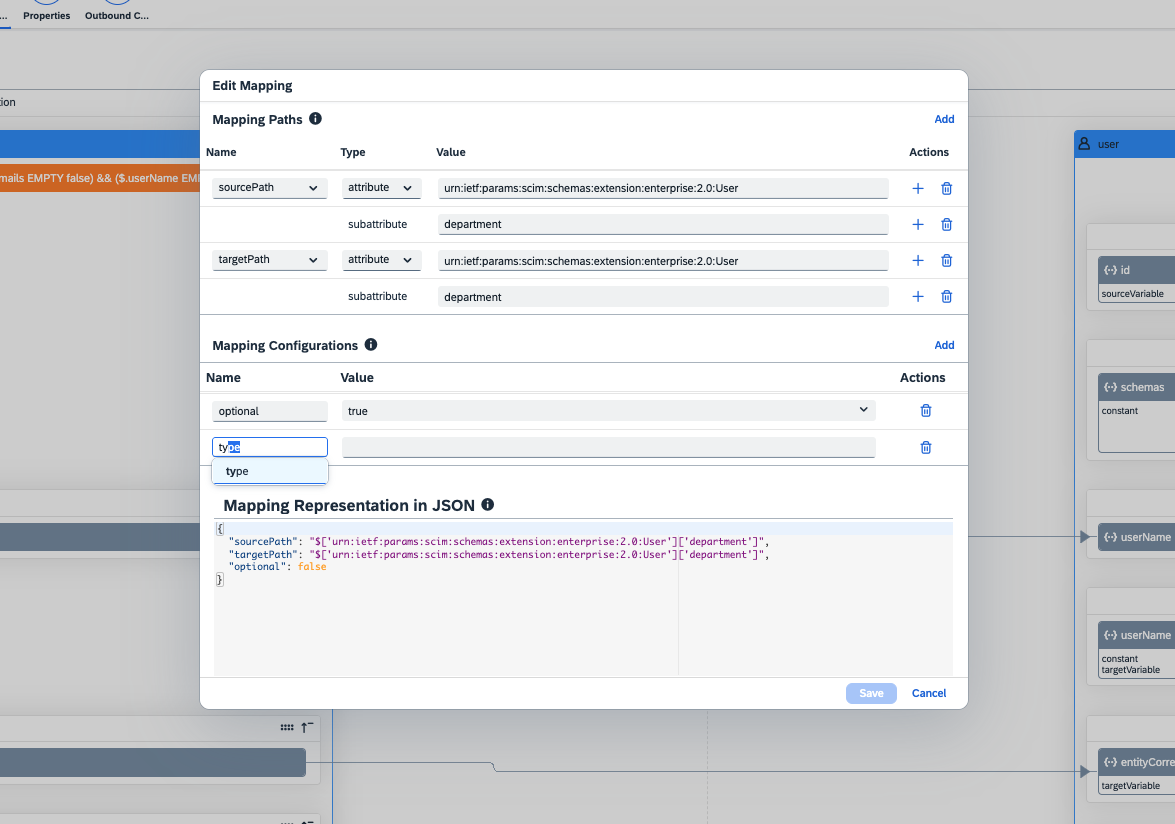 ...
Properties
Outbound C...
ion
Edit Mapping
Mapping Paths
Add
Name Type Value Actions
sourcePath attribute urn:ietf:params:scim:schemas:extension:enterprise:2.0:User
subattribute department
targetPath attribute urn:ietf:params:scim:schemas:extension:enterprise:2.0:User
subattribute department
Mapping Configurations
Add
Name Value Actions
optional true
type
type
Mapping Representation in JSON
{
"sourcePath": "$['urn:ietf:params:scim:schemas:extension:enterprise:2.0:User']['department']",
"targetPath": "$['urn:ietf:params:scim:schemas:extension:enterprise:2.0:User']['department']",
"optional": false
}
Save Cancel
mails EMPTY false) && ($.userName EM
user
id
sourceVariable
schemas
constant
userName
userName
constant
targetVariable
entityCorre
targetVariable